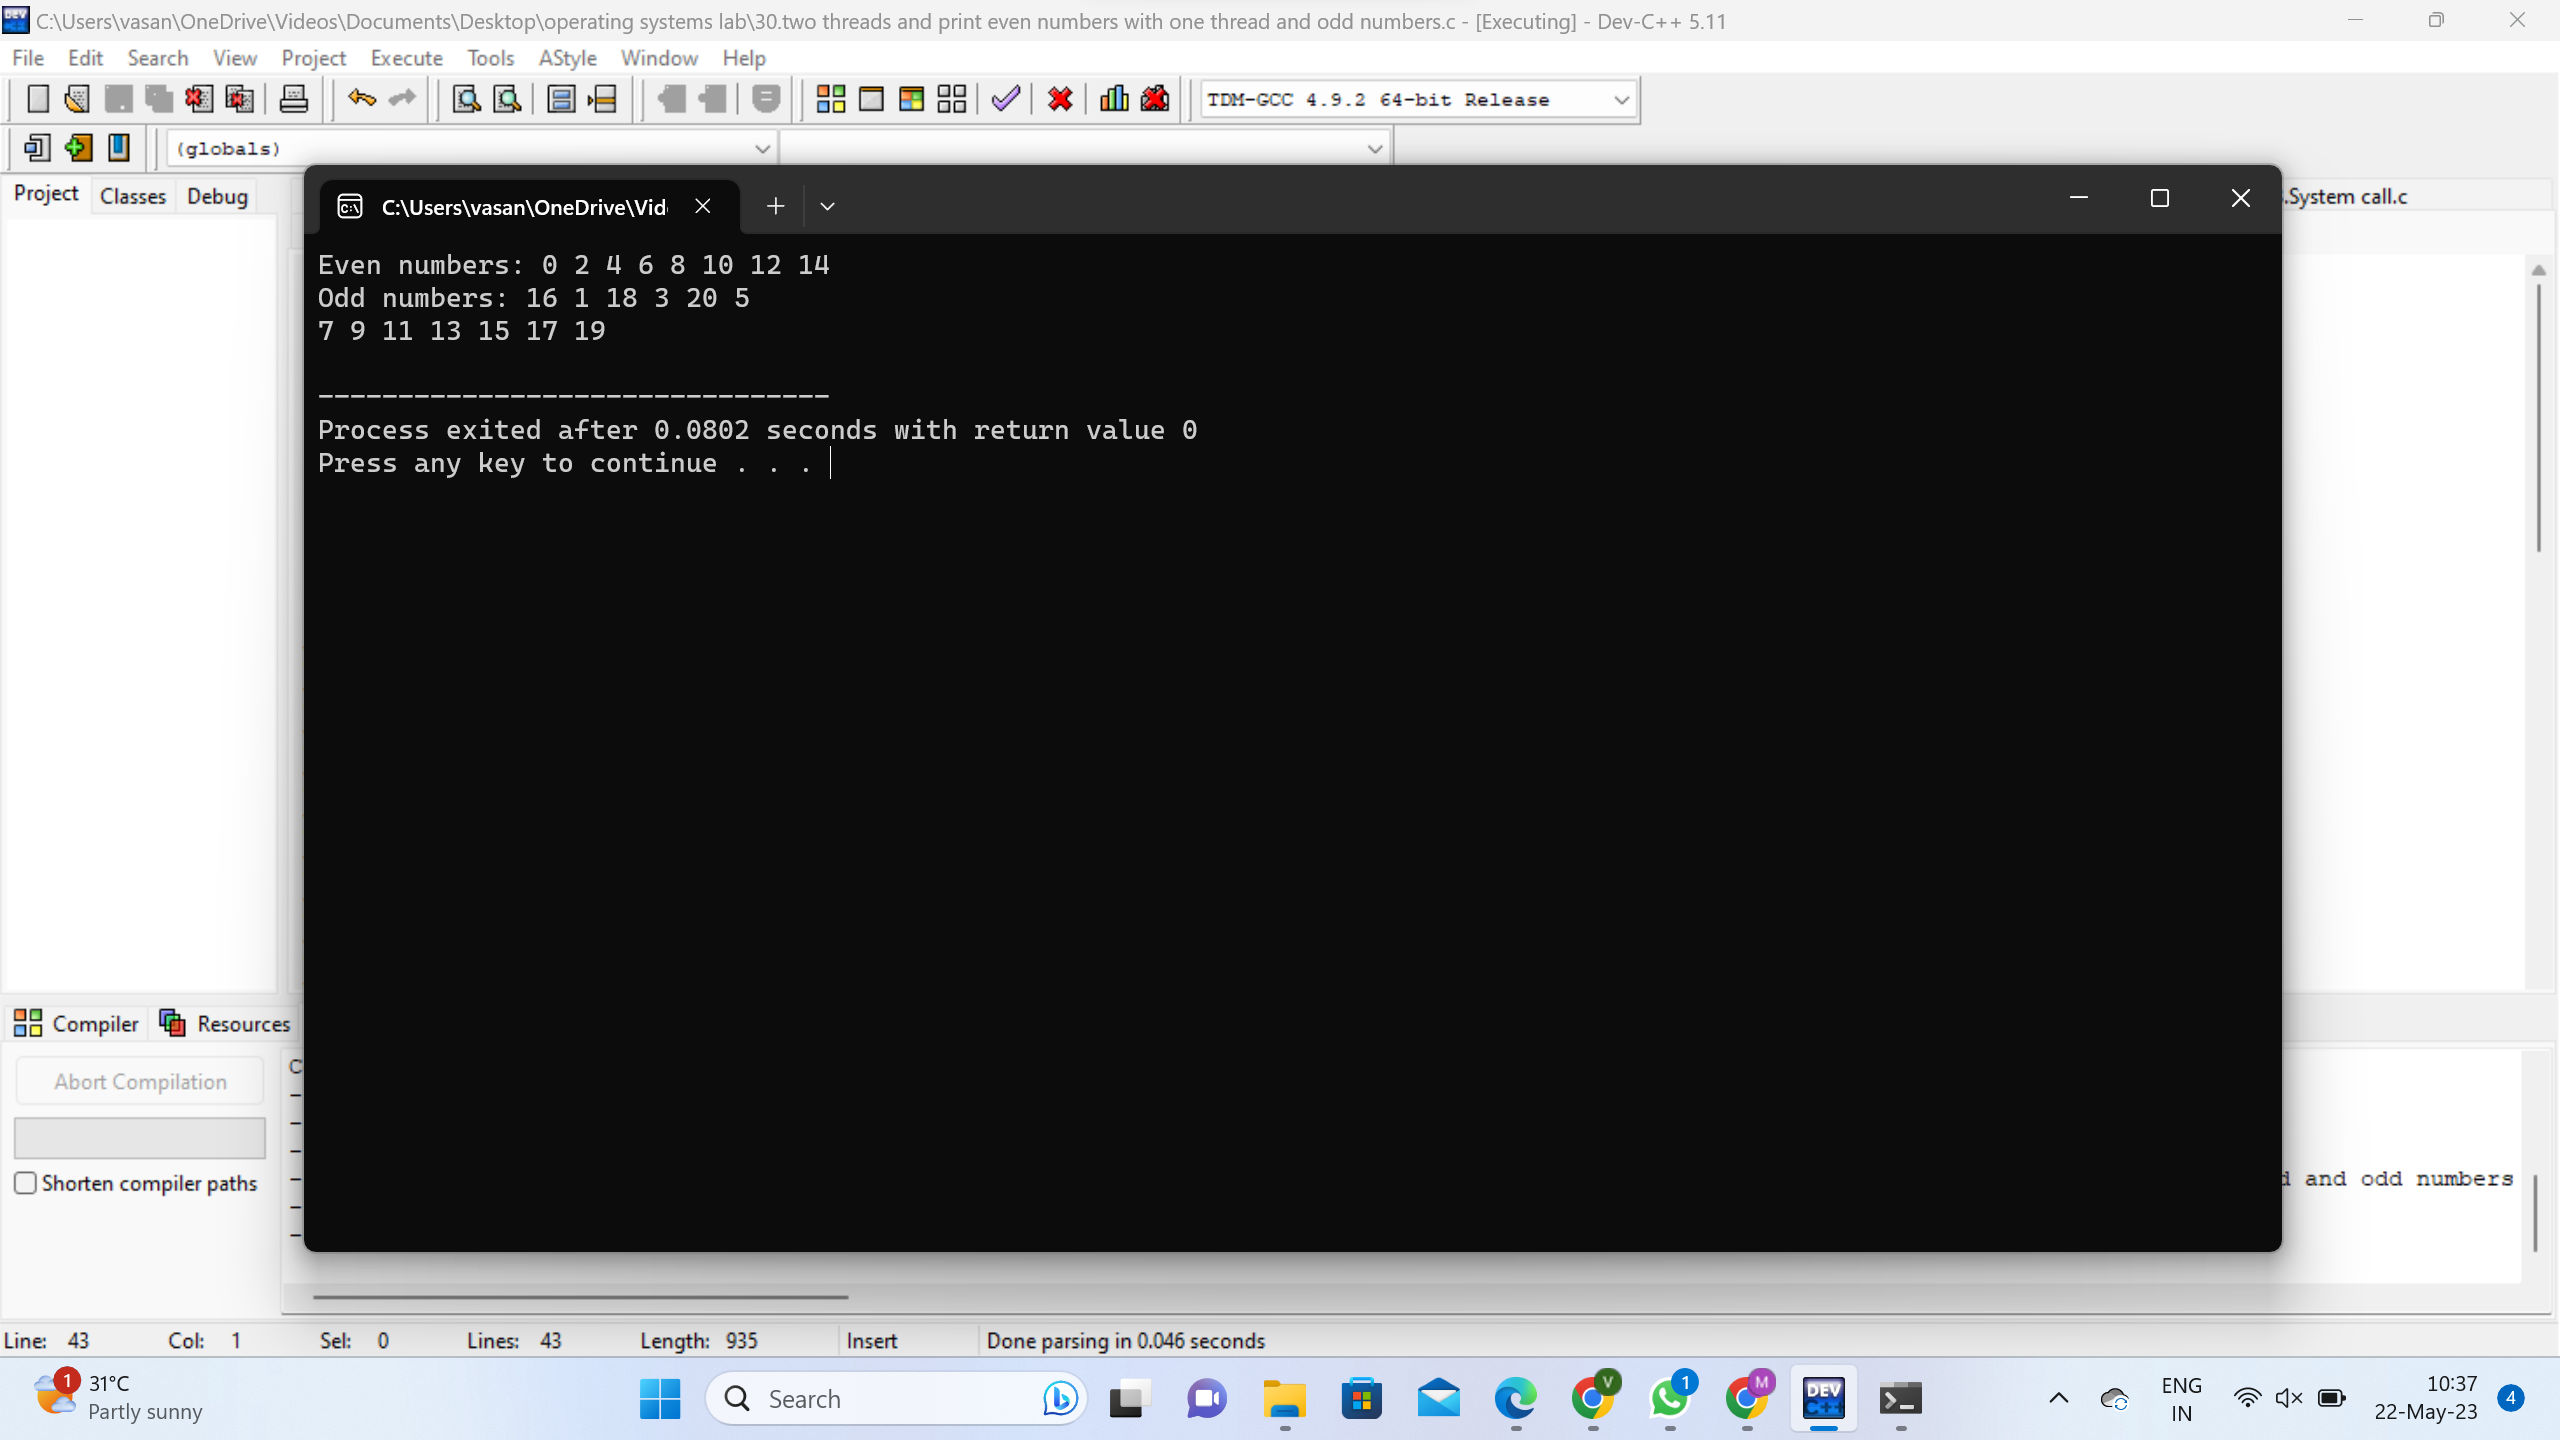 C:\Users\vasan\OneDrive\Videos\Documents\Desktop\operating systems lab\30.two threads and print even numbers with one thread and odd numbers.c - [Executing] - Dev-C++ 5.11
File Edit Search View Project Execute Tools AStyle Window Help
TDM-GCC 4.9.2 64-bit Release
(globals)
Project Classes Debug
.System call.c
C:\Users\vasan\OneDrive\Vid
Even numbers: 0 2 4 6 8 10 12 14
Odd numbers: 16 1 18 3 20 5
7 9 11 13 15 17 19
--------------------------------
Process exited after 0.0802 seconds with return value 0
Press any key to continue . . .
Compiler Resources
Abort Compilation
Shorten compiler paths
and odd numbers
Line: 43 Col: 1 Sel: 0 Lines: 43 Length: 935 Insert Done parsing in 0.046 seconds
1
31°C
Partly sunny
Search
V
1
M
DEV
C++
ENG
IN
10:37
22-May-23
4